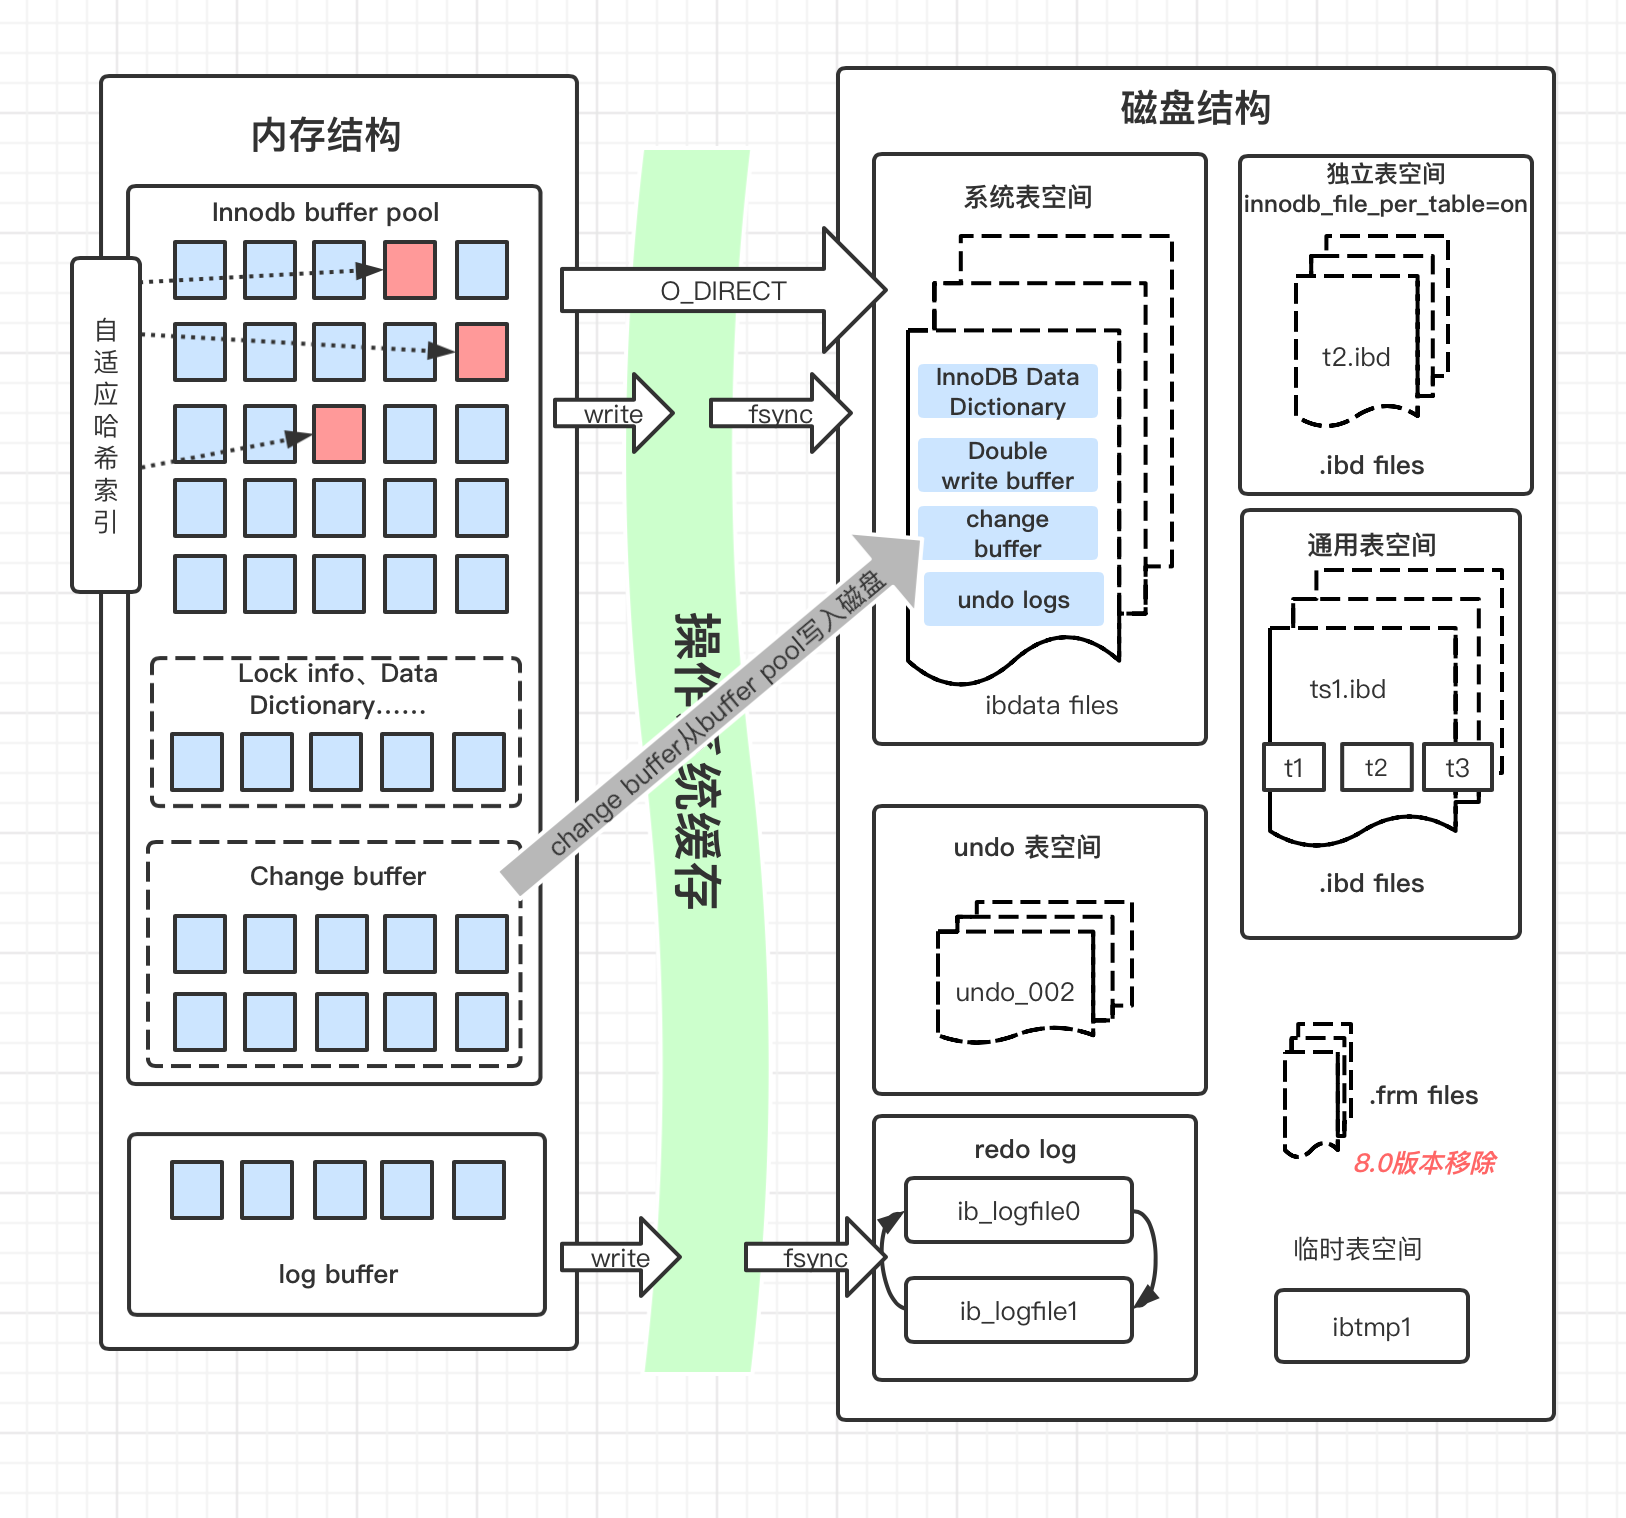 内存结构
Innodb buffer pool
自
适
应
哈
希
索
引
Lock info、Data
Dictionary......
Change buffer
log buffer
操作系统缓存
O_DIRECT
write
fsync
change buffer从buffer pool写入磁盘
write
fsync
磁盘结构
系统表空间
InnoDB Data
Dictionary
Double
write buffer
change
buffer
undo logs
ibdata files
独立表空间
innodb_file_per_table=on
t2.ibd
.ibd files
通用表空间
ts1.ibd
t1
t2
t3
.ibd files
undo 表空间
undo_002
.frm files
8.0版本移除
redo log
ib_logfile0
ib_logfile1
临时表空间
ibtmp1